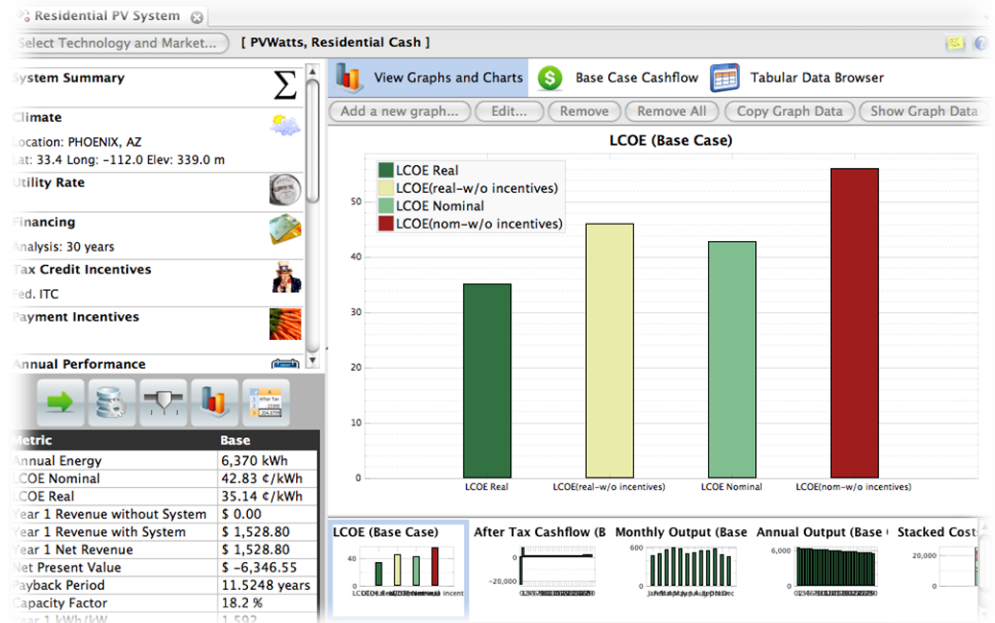 Residential PV System
Select Technology and Market...
[ PVWatts, Residential Cash ]
System Summary
Climate
Location: PHOENIX, AZ
Lat: 33.4 Long: -112.0 Elev: 339.0 m
Utility Rate
Financing
Analysis: 30 years
Tax Credit Incentives
Fed. ITC
Payment Incentives
Annual Performance
Metric Base
Annual Energy 6,370 kWh
LCOE Nominal 42.83 ¢/kWh
LCOE Real 35.14 ¢/kWh
Year 1 Revenue without System $ 0.00
Year 1 Revenue with System $ 1,528.80
Year 1 Net Revenue $ 1,528.80
Net Present Value $ -6,346.55
Payback Period 11.5248 years
Capacity Factor 18.2 %
Year 1 kWh/kW 1,592
View Graphs and Charts
Base Case Cashflow
Tabular Data Browser
Add a new graph...
Edit...
Remove
Remove All
Copy Graph Data
Show Graph Data
LCOE (Base Case)
LCOE Real
LCOE(real-w/o incentives)
LCOE Nominal
LCOE(nom-w/o incentives)
50
40
30
20
10
0
LCOE Real
LCOE(real-w/o incentives)
LCOE Nominal
LCOE(nom-w/o incentives)
LCOE (Base Case)
40
0
After Tax Cashflow (B
0
-20,000
Monthly Output (Base
600
0
Annual Output (Base
6,000
0
Stacked Cost
20,000
0